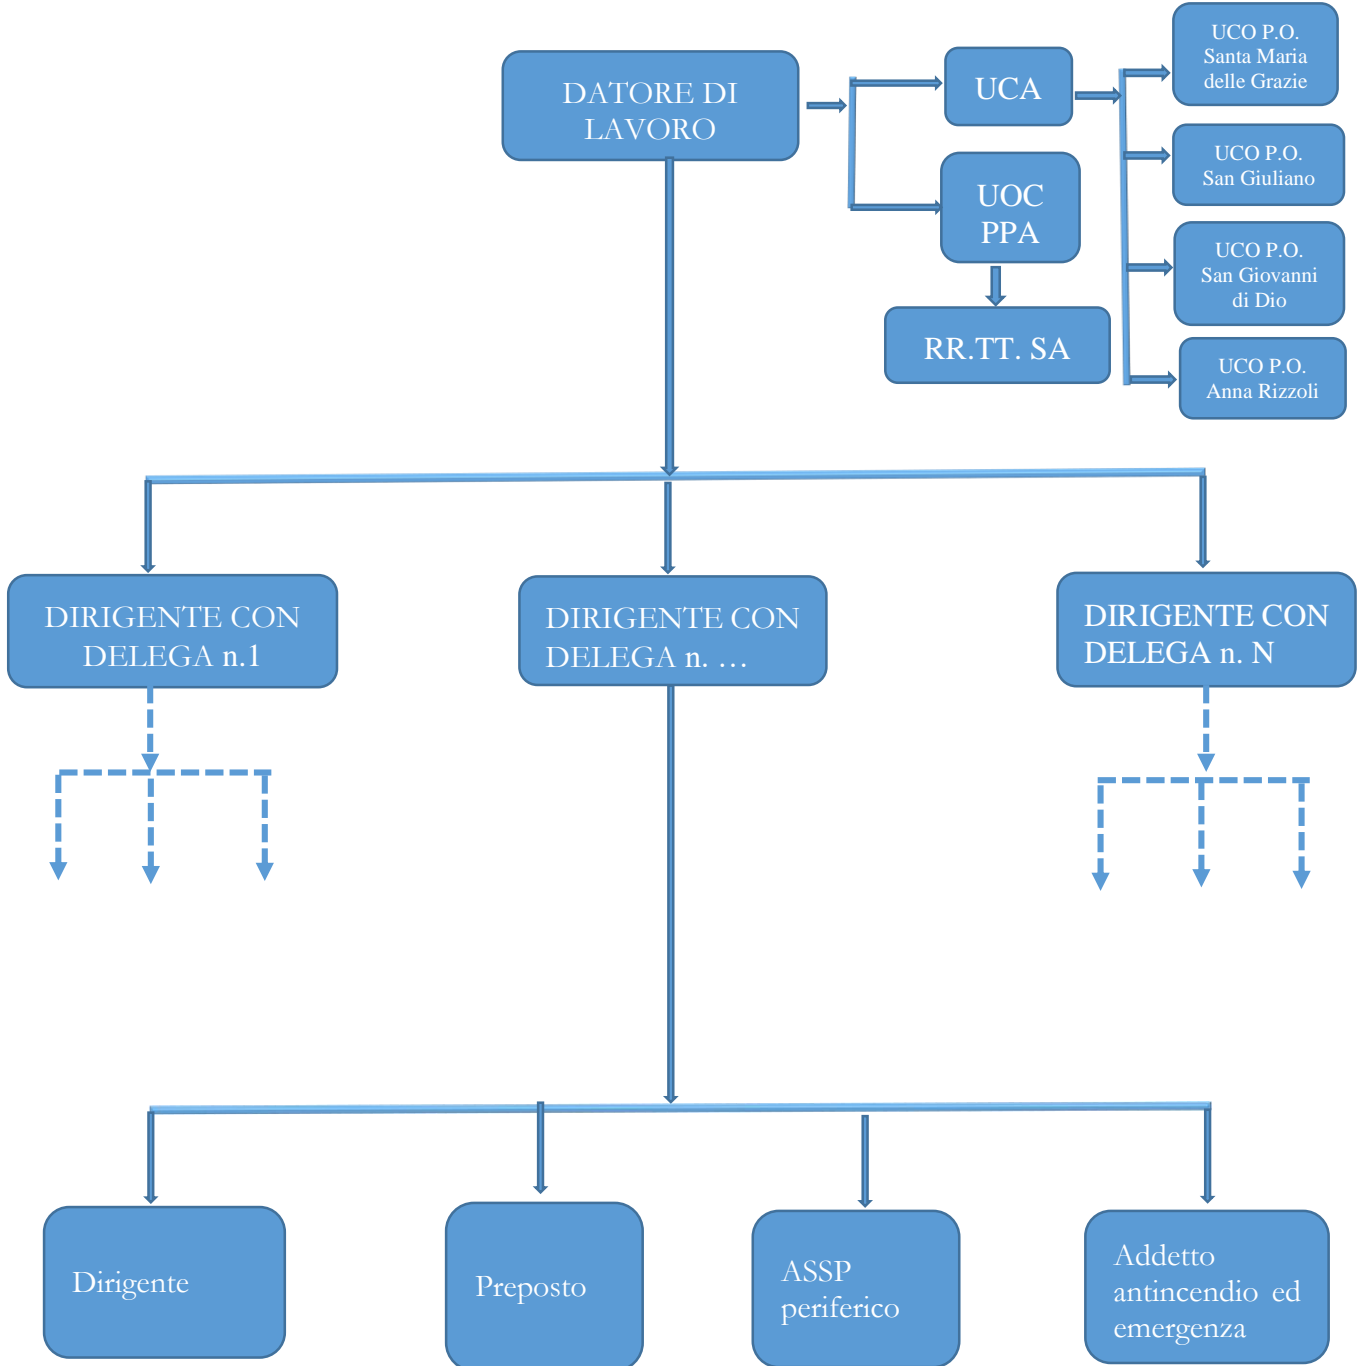 DATORE DI
LAVORO
UCA
UOC
PPA
RR.TT. SA
UCO P.O.
Santa Maria
delle Grazie
UCO P.O.
San Giuliano
UCO P.O.
San Giovanni
di Dio
UCO P.O.
Anna Rizzoli
DIRIGENTE CON
DELEGA n.1
DIRIGENTE CON
DELEGA n. …
DIRIGENTE CON
DELEGA n. N
Dirigente
Preposto
ASSP
periferico
Addetto
antincendio ed
emergenza